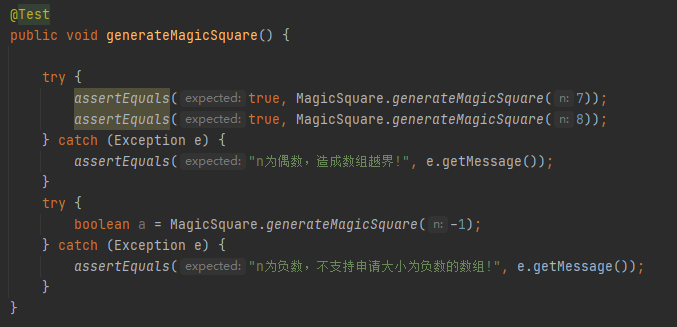 @Test
public void generateMagicSquare() {
try {
assertEquals( expected: true, MagicSquare.generateMagicSquare( n: 7));
assertEquals( expected: true, MagicSquare.generateMagicSquare( n: 8));
} catch (Exception e) {
assertEquals( expected: "n为偶数，造成数组越界!", e.getMessage());
}
try {
boolean a = MagicSquare.generateMagicSquare( n: -1);
} catch (Exception e) {
assertEquals( expected: "n为负数，不支持申请大小为负数的数组!", e.getMessage());
}
}